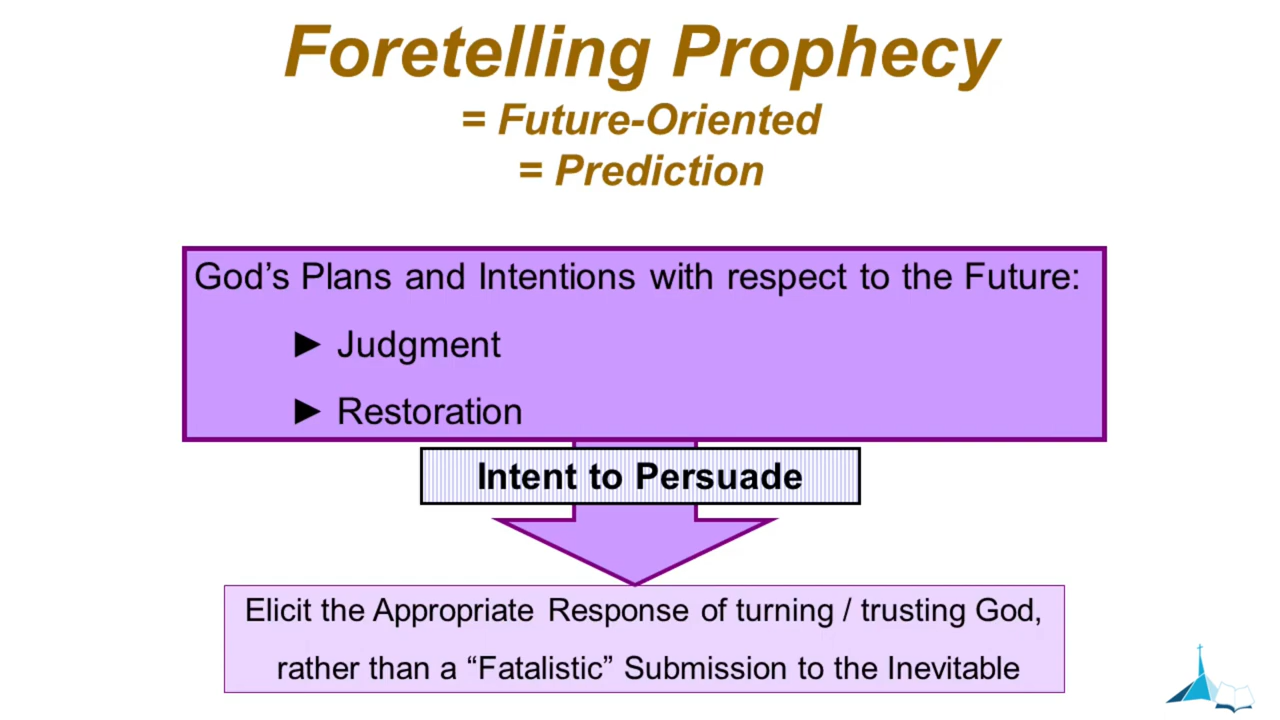 Foretelling Prophecy
= Future-Oriented
= Prediction
God’s Plans and Intentions with respect to the Future:
► Judgment
► Restoration
Intent to Persuade
Elicit the Appropriate Response of turning / trusting God,
rather than a “Fatalistic” Submission to the Inevitable